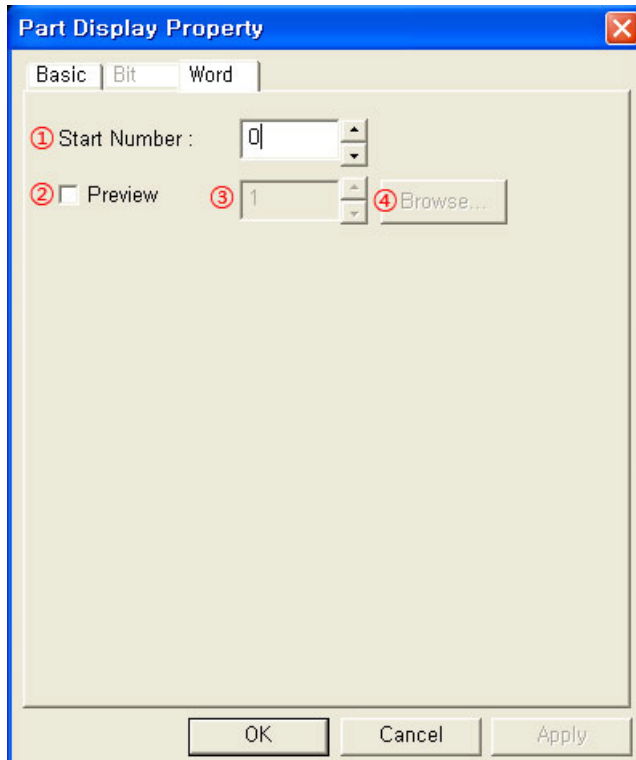 Part Display Property
Basic Bit Word
① Start Number : 0
② Preview ③ 1 ④ Browse...
OK Cancel Apply